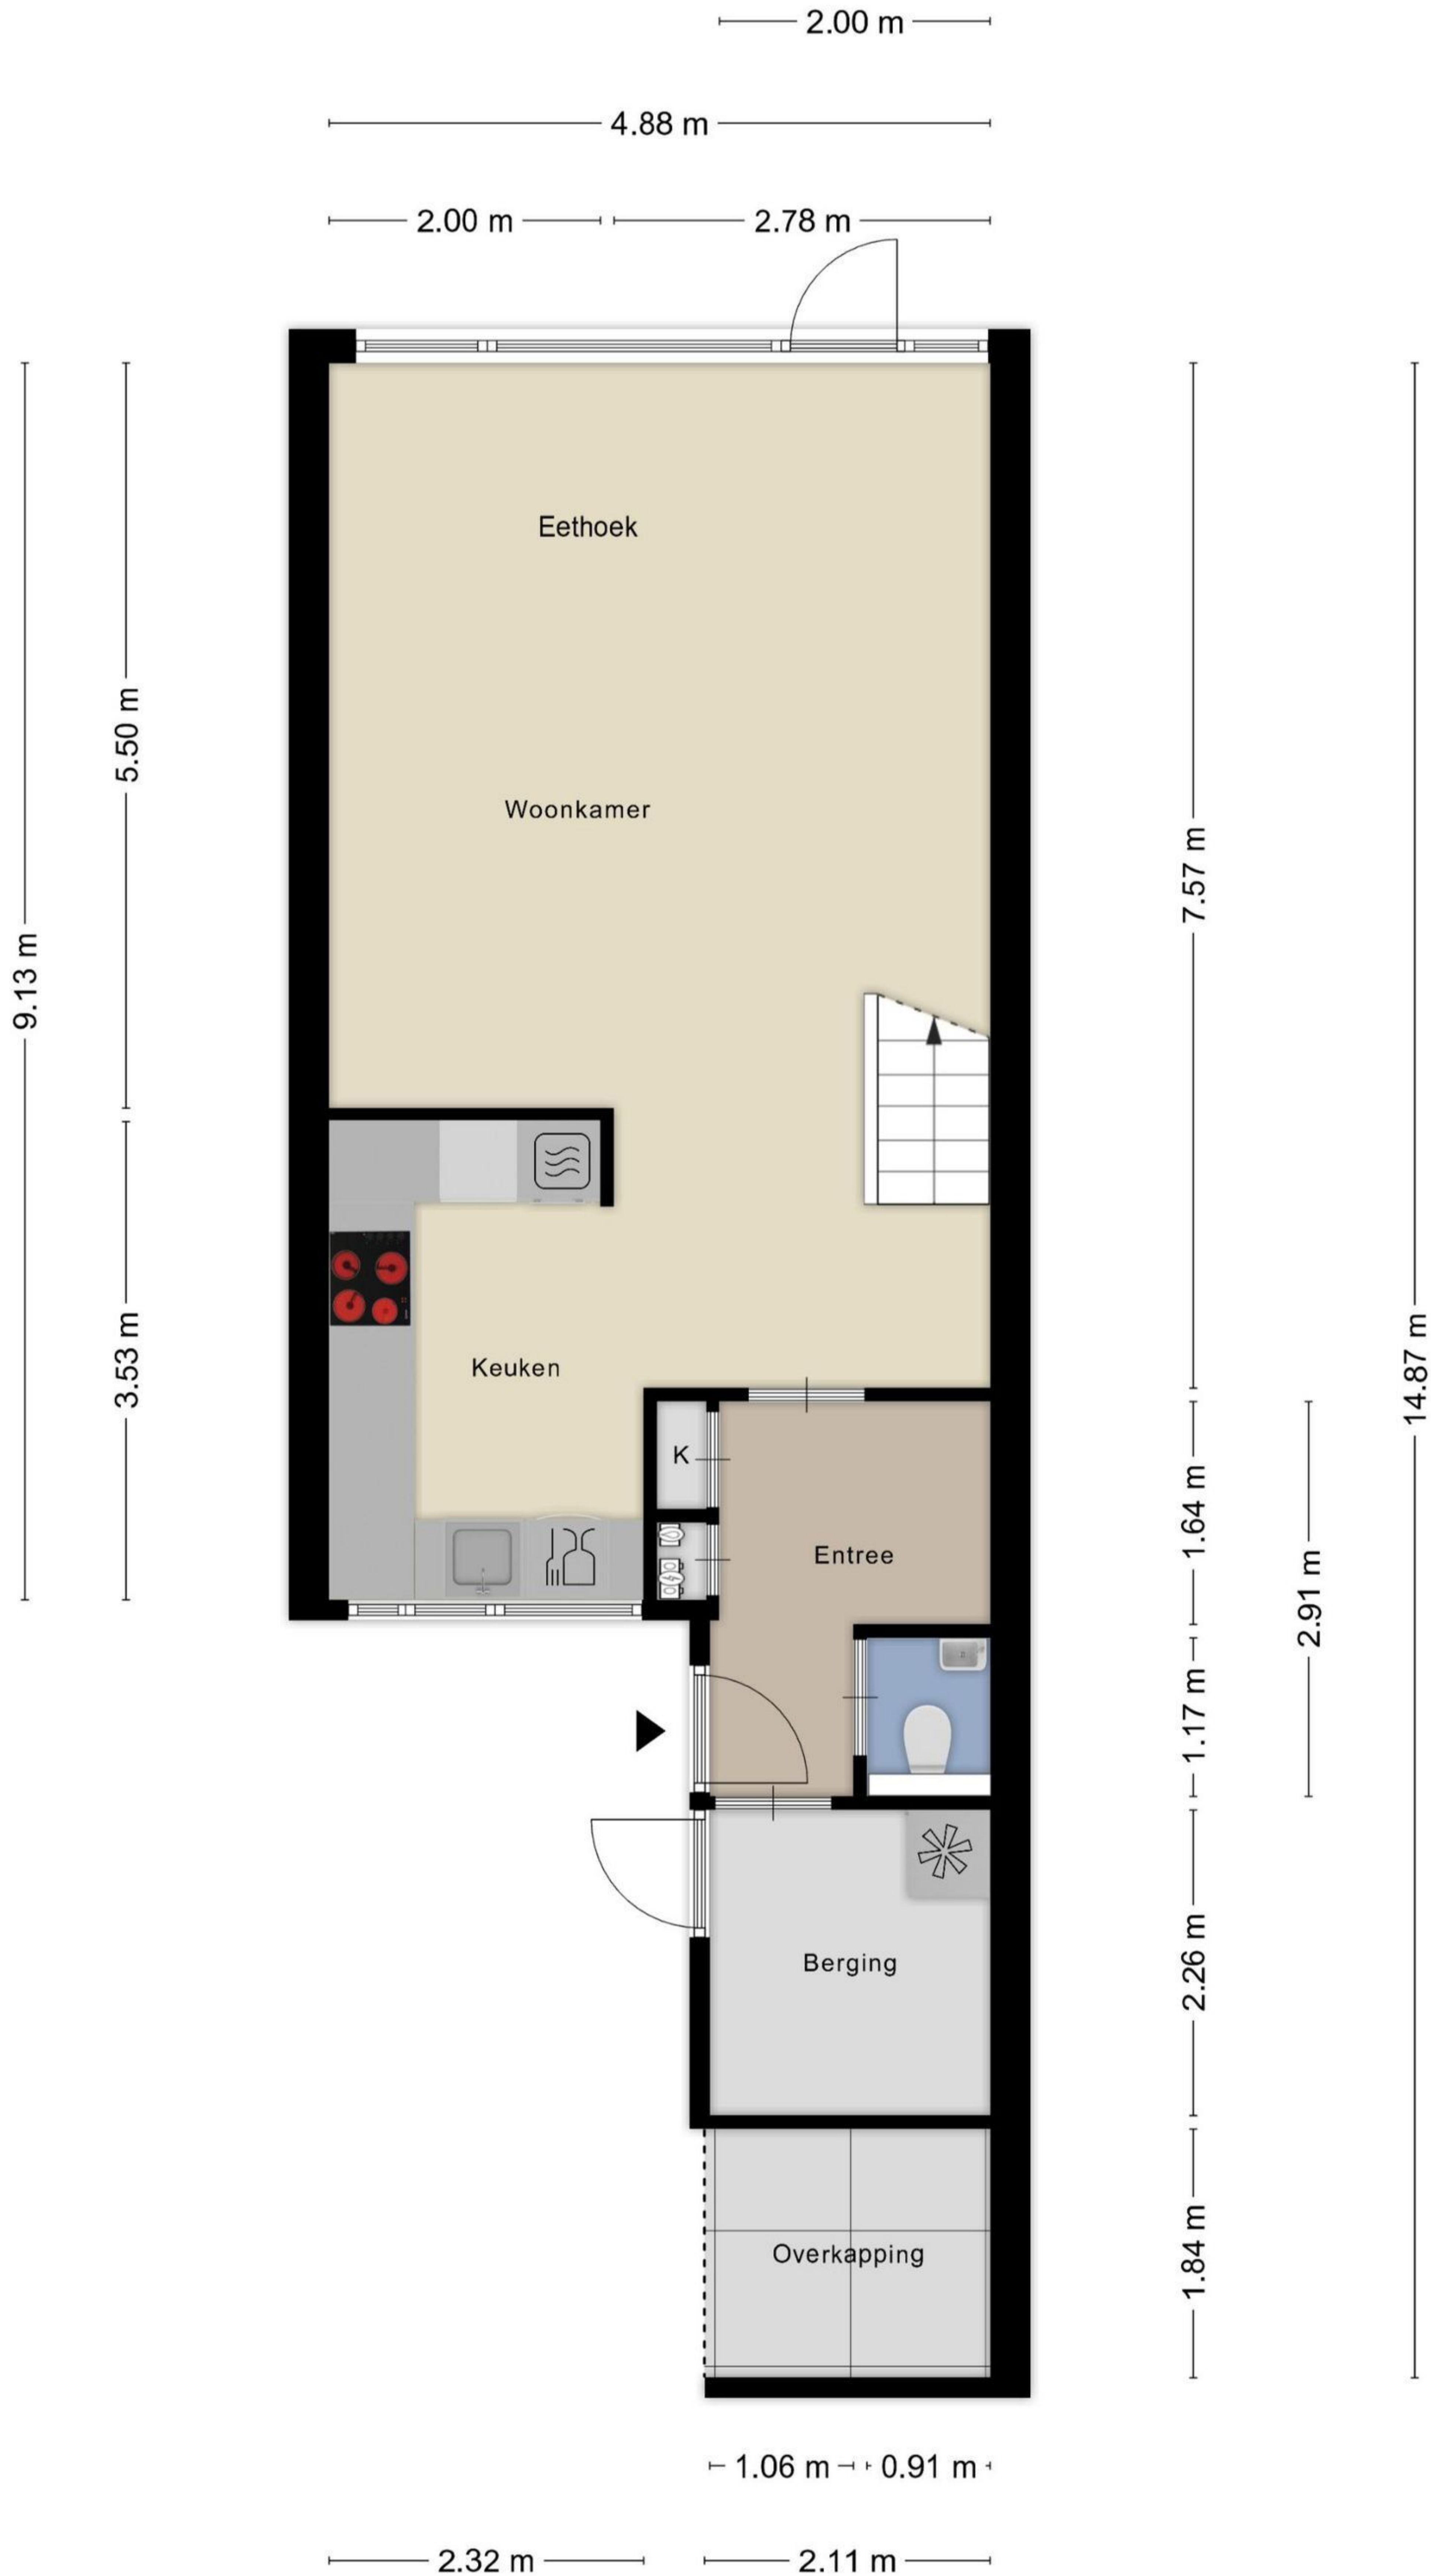 2.00 m
4.88 m
2.00 m
2.78 m
Eethoek
5.50 m
Woonkamer
7.57 m
9.13 m
3.53 m
14.87 m
Keuken
K
1.64 m
Entree
2.91 m
1.17 m
Berging
2.26 m
1.84 m
Overkapping
1.06 m
0.91 m
2.32 m
2.11 m